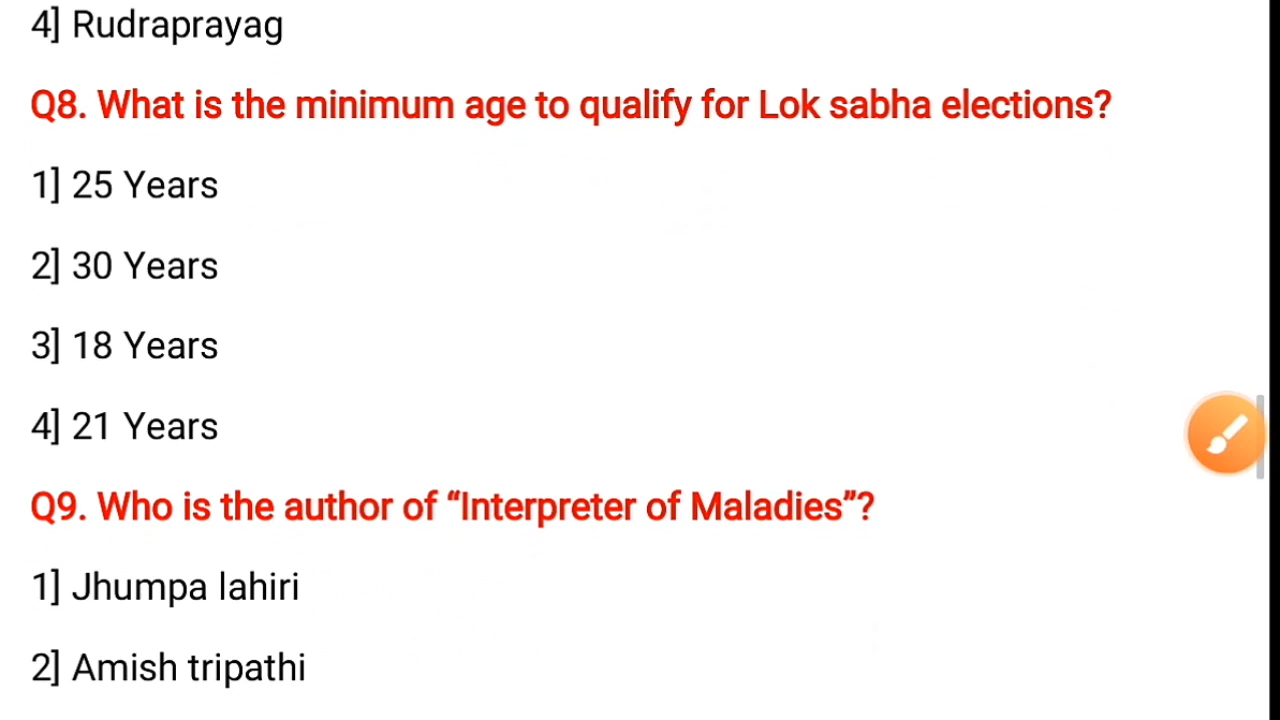 4] Rudraprayag
Q8. What is the minimum age to qualify for Lok sabha elections?
1] 25 Years
2] 30 Years
3] 18 Years
4] 21 Years
Q9. Who is the author of “Interpreter of Maladies”?
1] Jhumpa lahiri
2] Amish tripathi